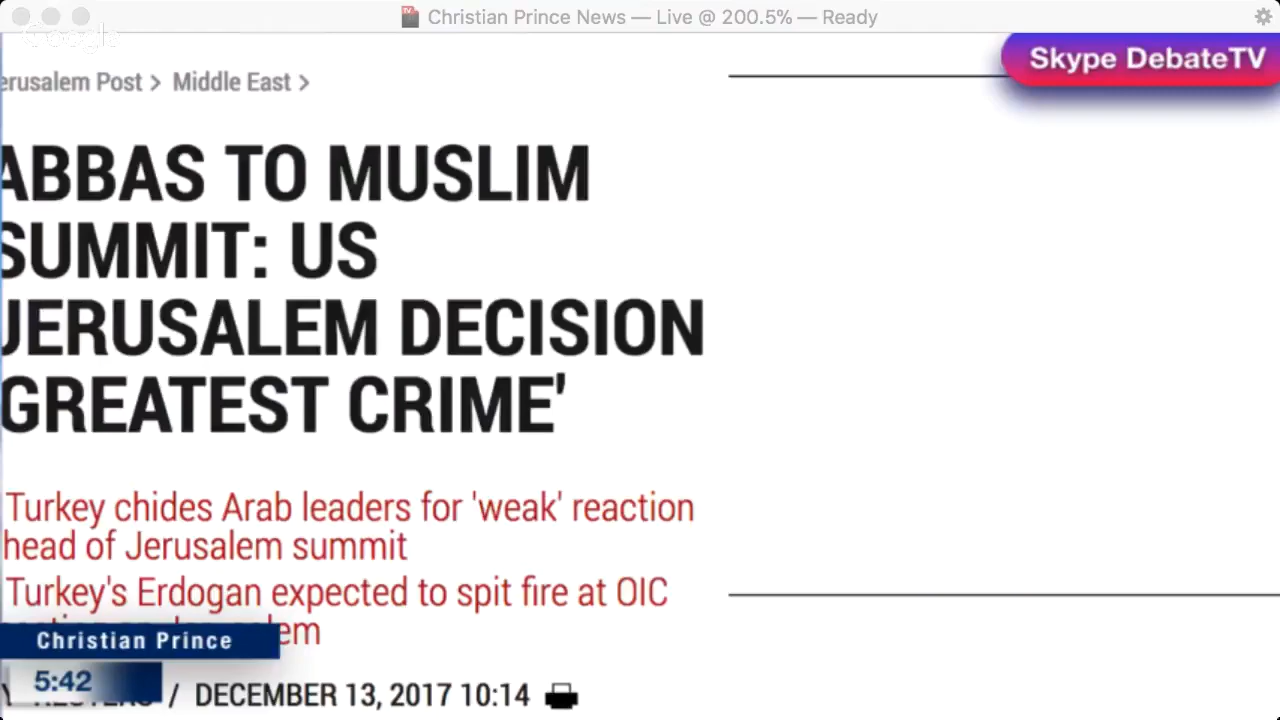 Christian Prince News — Live @ 200.5% — Ready
Google
Skype DebateTV
erusalem Post > Middle East >
ABBAS TO MUSLIM
SUMMIT: US
JERUSALEM DECISION
GREATEST CRIME'
Turkey chides Arab leaders for 'weak' reaction
head of Jerusalem summit
Turkey's Erdogan expected to spit fire at OIC
em
Christian Prince
5:42
/ DECEMBER 13, 2017 10:14